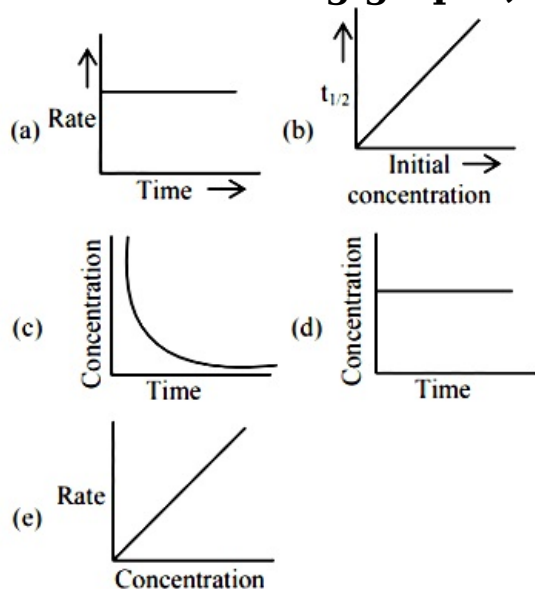 (a) Rate
Time
(b) t1/2
Initial
concentration
(c) Concentration
Time
(d) Concentration
Time
(e) Rate
Concentration